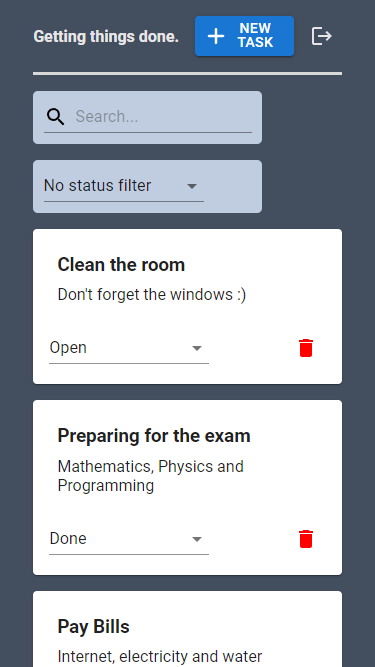 Getting things done.
NEW
TASK
Search...
No status filter
Clean the room
Don't forget the windows :)
Open
Preparing for the exam
Mathematics, Physics and
Programming
Done
Pay Bills
Internet, electricity and water